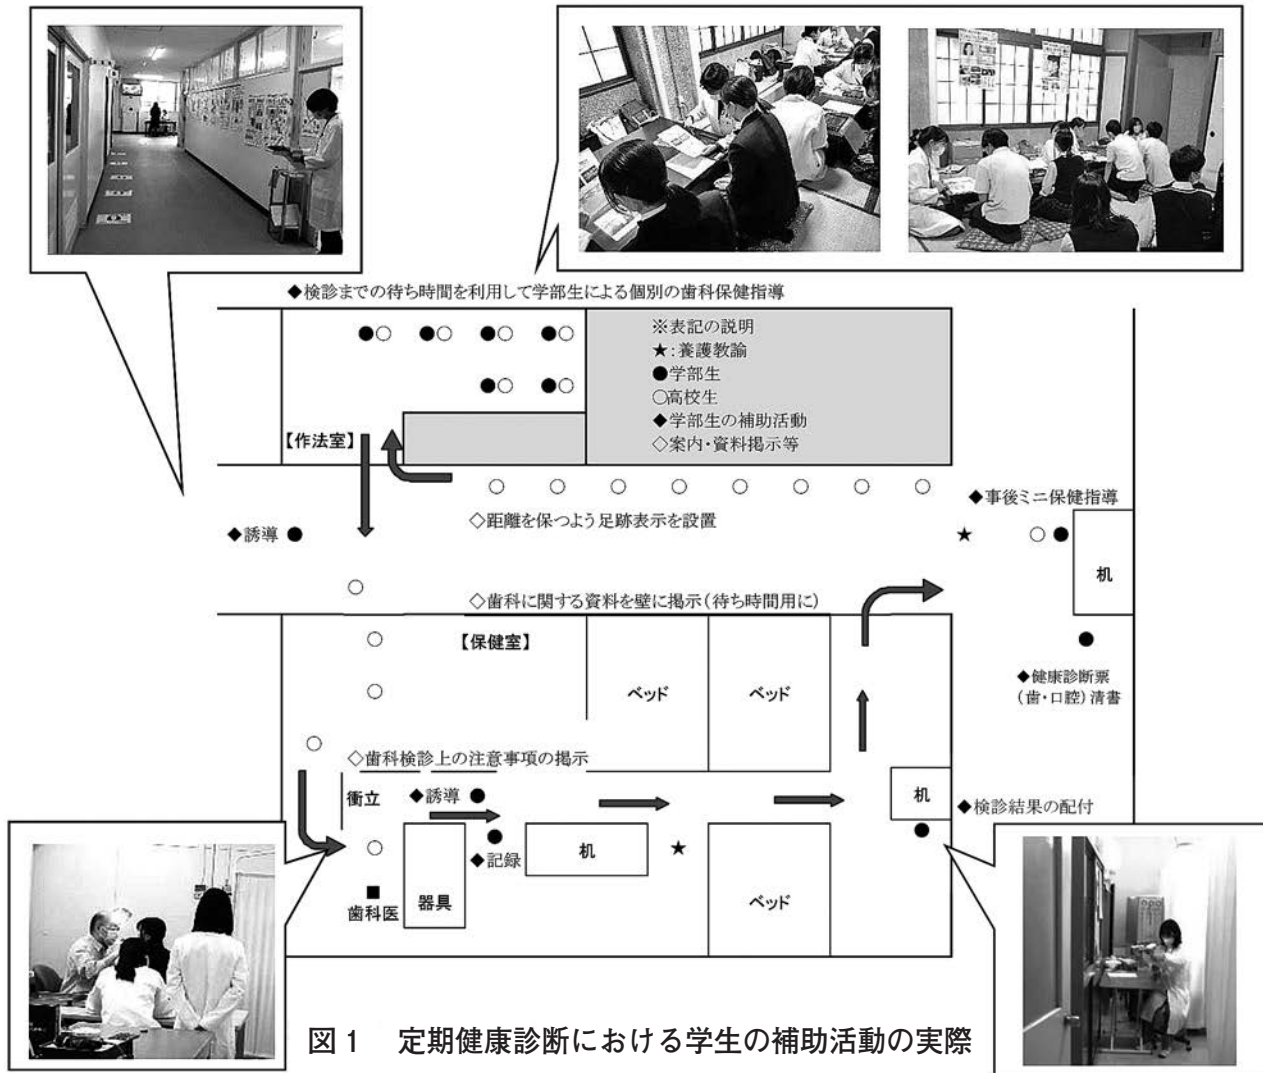 ◆検診までの待ち時間を利用して学部生による個別の歯科保健指導
※表記の説明
★:養護教諭
●学部生
○高校生
◆学部生の補助活動
◇案内・資料掲示等
【作法室】
◇距離を保つよう足跡表示を設置
◆誘導
◆事後ミニ保健指導
机
◇歯科に関する資料を壁に掲示(待ち時間用に)
【保健室】
ベッド
ベッド
◆健康診断票
(歯・口腔)清書
◇歯科検診上の注意事項の掲示
衝立
◆誘導
机
◆検診結果の配付
◆記録
机
歯科医
器具
ベッド
図1 定期健康診断における学生の補助活動の実際